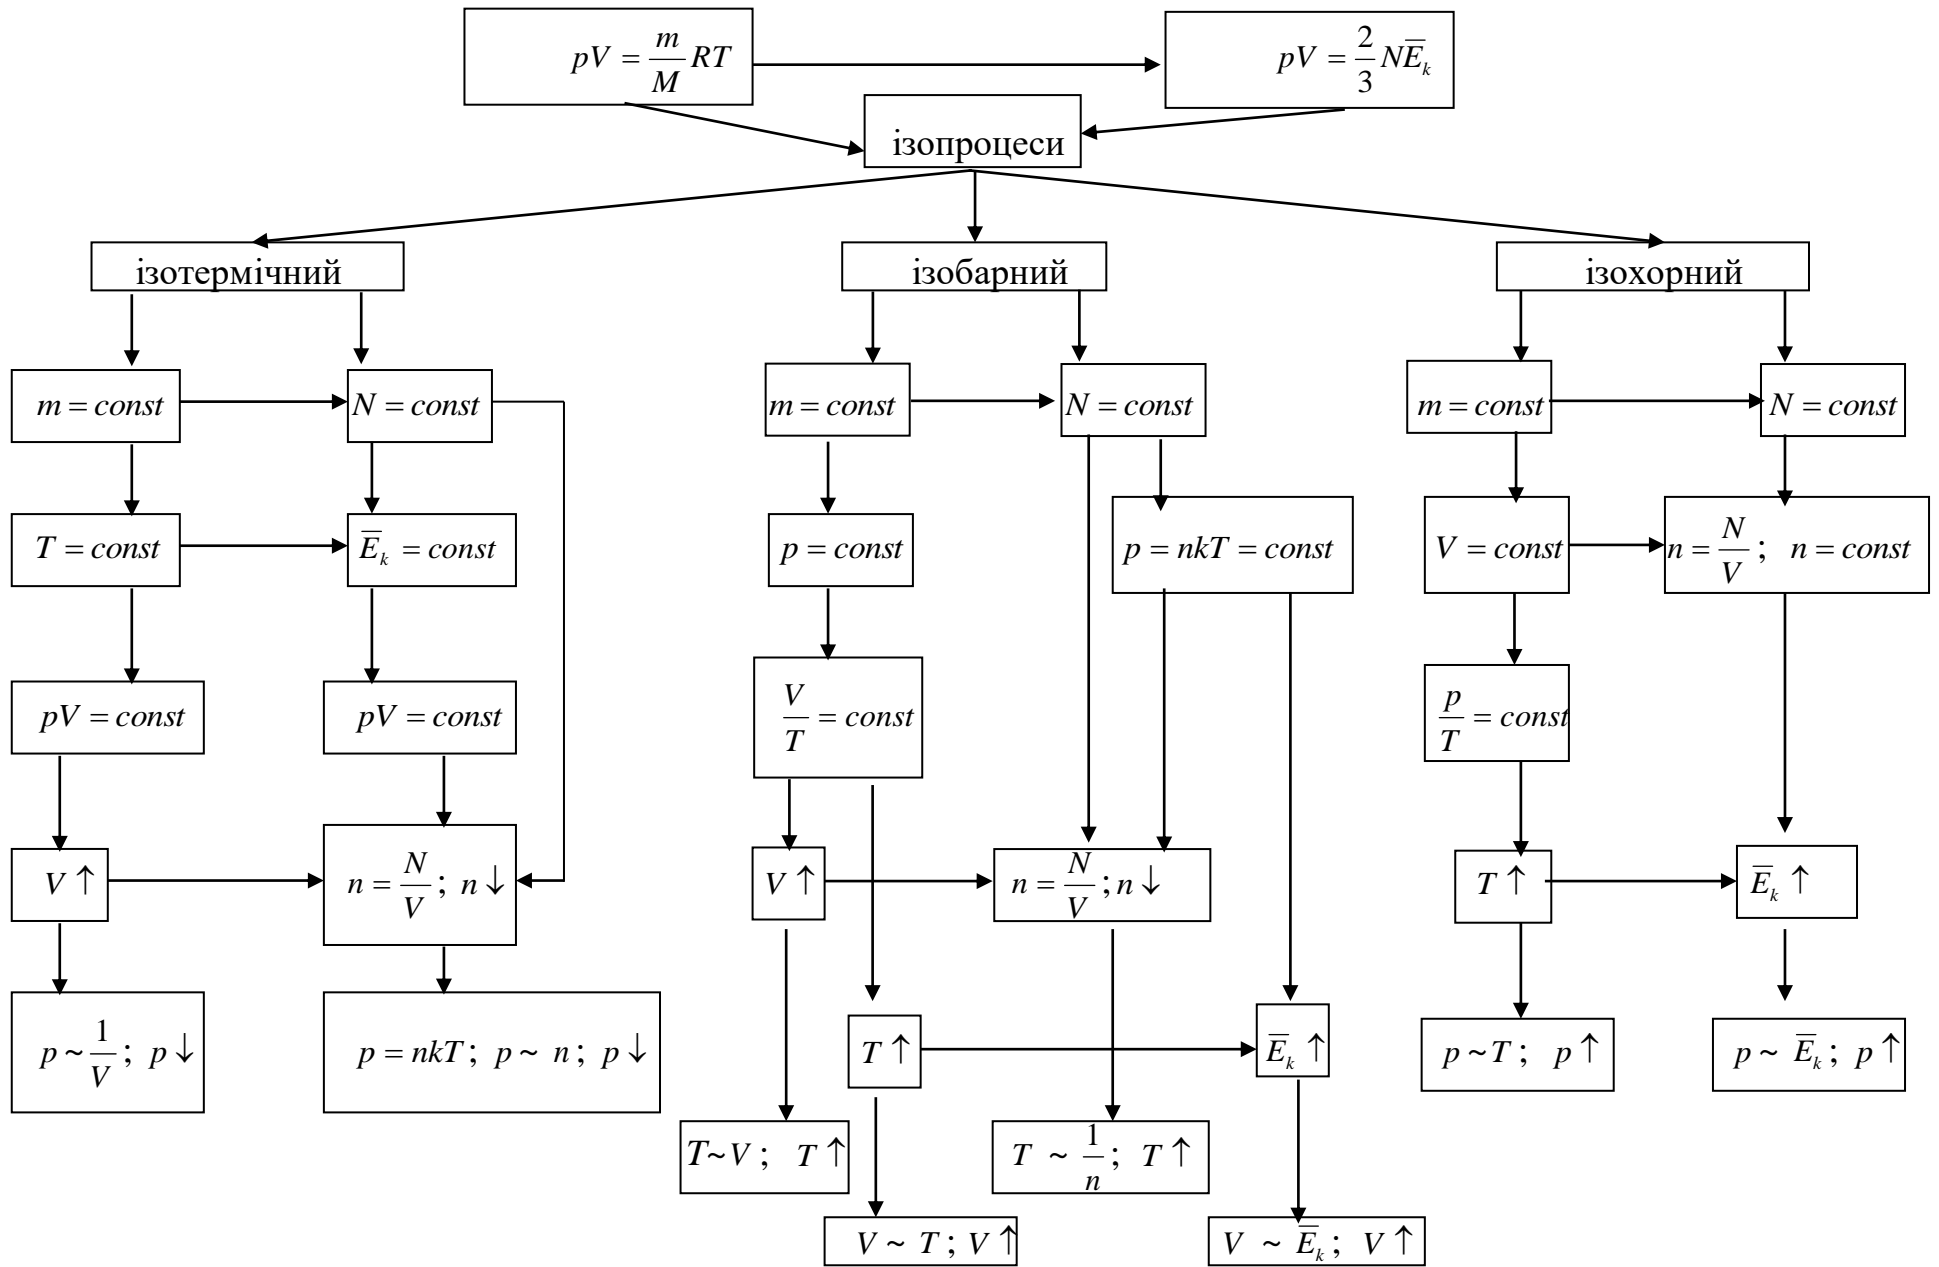 pV = m/M RT
pV = 2/3 NĒₖ
ізопроцеси
ізотермічний
ізобарний
ізохорний
m = const
N = const
m = const
N = const
m = const
N = const
T = const
Ēₖ = const
p = const
p = nkT = const
V = const
n = N/V ; n = const
pV = const
pV = const
V/T = const
p/T = const
V ↑
n = N/V ; n ↓
V ↑
n = N/V ; n ↓
T ↑
Ēₖ ↑
p ~ 1/V ; p ↓
p = nkT ; p ~ n ; p ↓
T ↑
Ēₖ ↑
p ~ T ; p ↑
p ~ Ēₖ ; p ↑
T~V ; T ↑
T ~ 1/n ; T ↑
V ~ T ; V ↑
V ~ Ēₖ ; V ↑